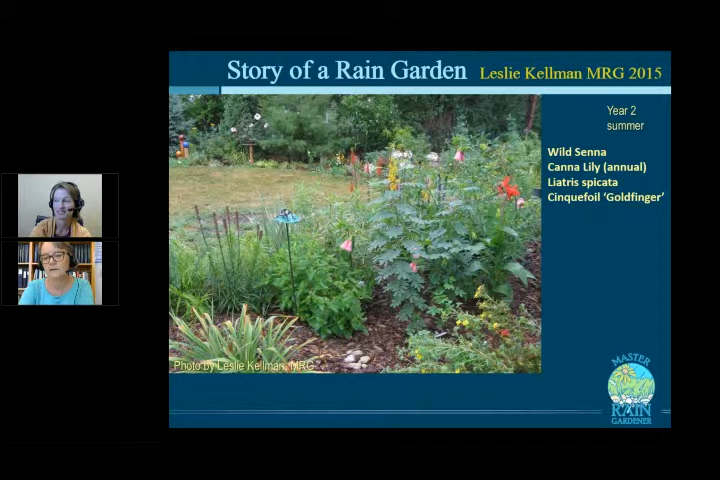 Story of a Rain Garden Leslie Kellman MRG 2015
Year 2
summer
Wild Senna
Canna Lily (annual)
Liatris spicata
Cinquefoil ‘Goldfinger’
Photo by Leslie Kellman, MRG
MASTER
RAIN
GARDENER